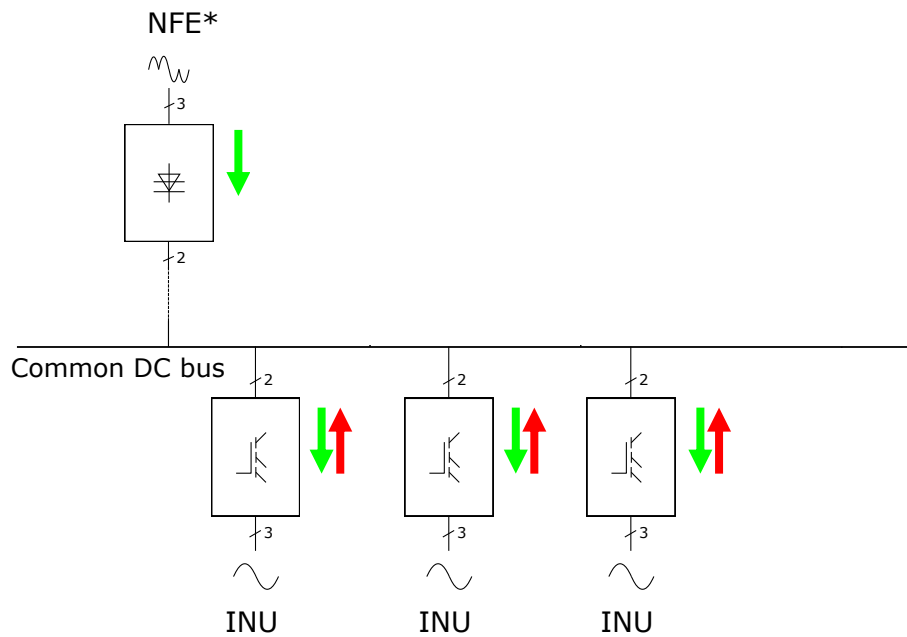 NFE*
3
2
Common DC bus
2 2 2
3 3 3
INU INU INU